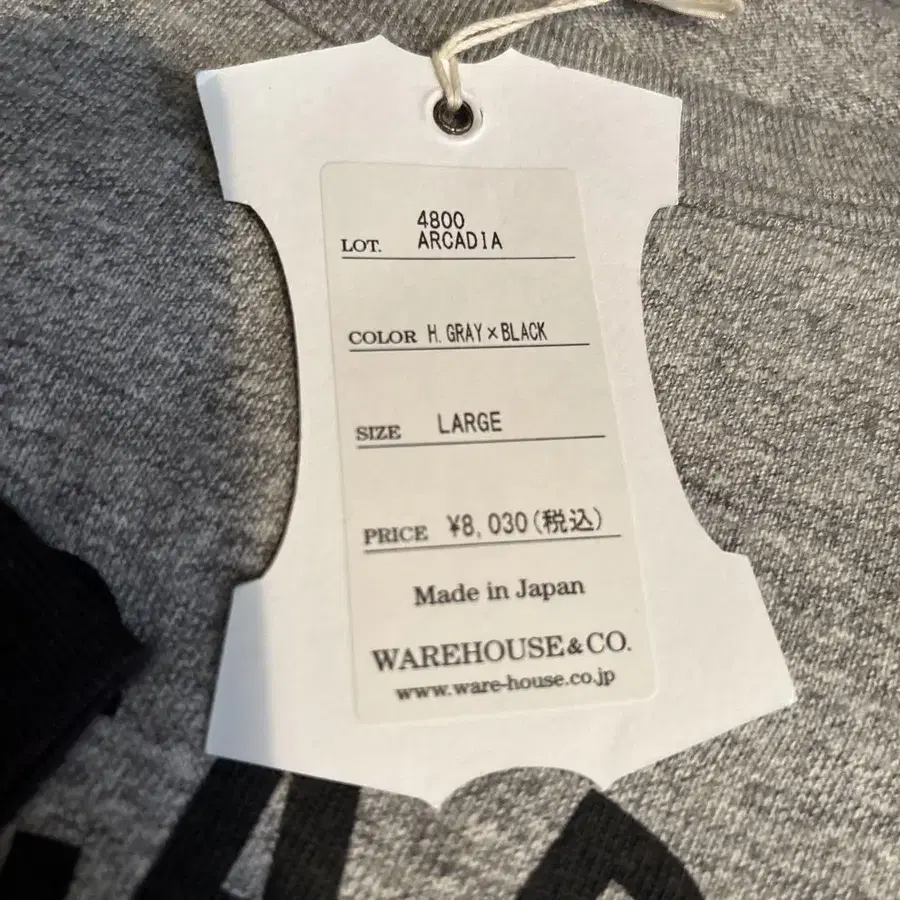 4800
LOT. ARCADIA
COLOR H.GRAY×BLACK
SIZE LARGE
PRICE ¥8,030(税込)
Made in Japan
WAREHOUSE&CO.
www.ware-house.co.jp